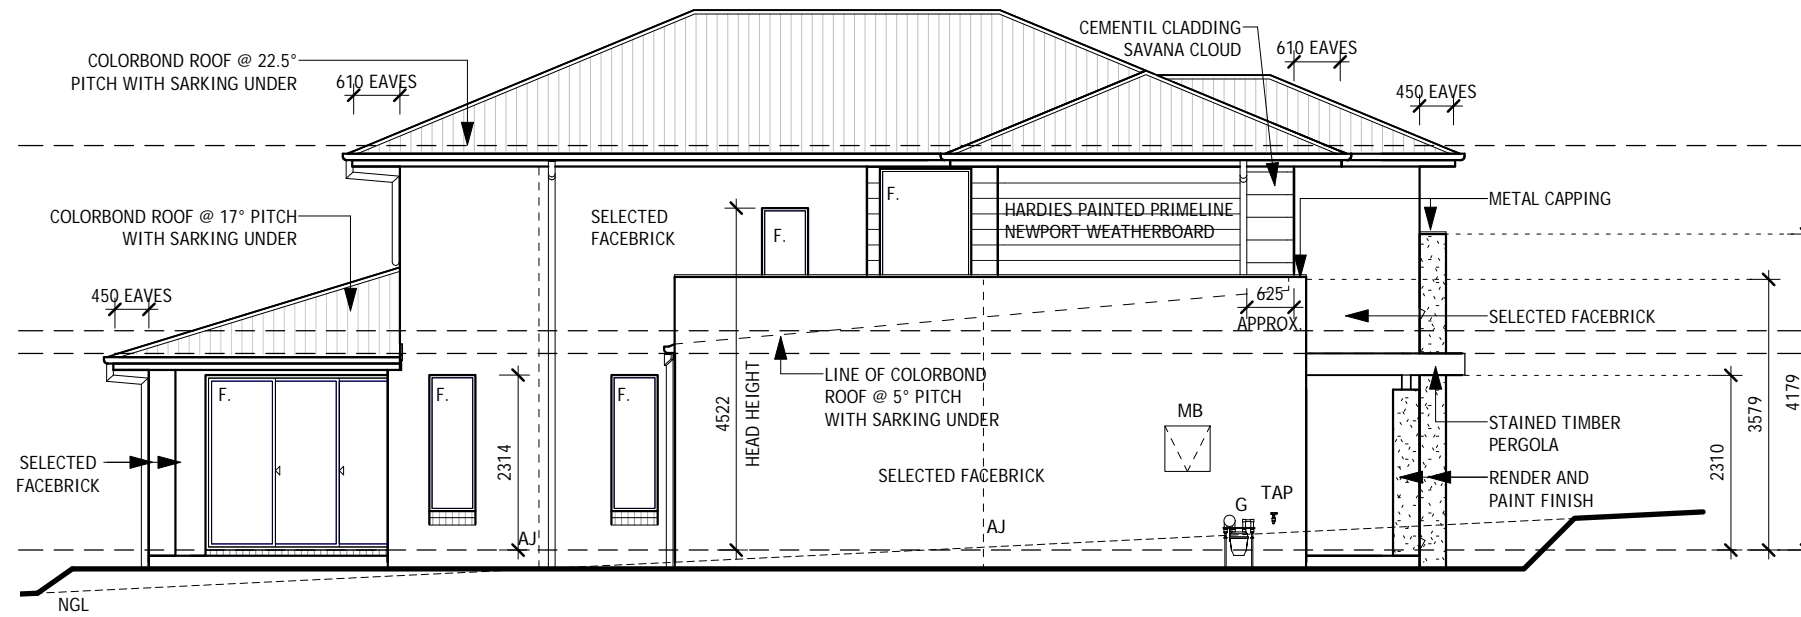 CEMENTIL CLADDING
SAVANA CLOUD
610 EAVES
COLORBOND ROOF @ 22.5°
PITCH WITH SARKING UNDER
610 EAVES
450 EAVES
METAL CAPPING
COLORBOND ROOF @ 17° PITCH
WITH SARKING UNDER
SELECTED
FACEBRICK
F.
F.
HARDIES PAINTED PRIMELINE
NEWPORT WEATHERBOARD
450 EAVES
625
APPROX.
SELECTED FACEBRICK
LINE OF COLORBOND
ROOF @ 5° PITCH
WITH SARKING UNDER
4522
HEAD HEIGHT
F.
F.
F.
2314
MB
STAINED TIMBER
PERGOLA
2310
3579
4179
SELECTED
FACEBRICK
SELECTED FACEBRICK
RENDER AND
PAINT FINISH
G
TAP
AJ
AJ
NGL